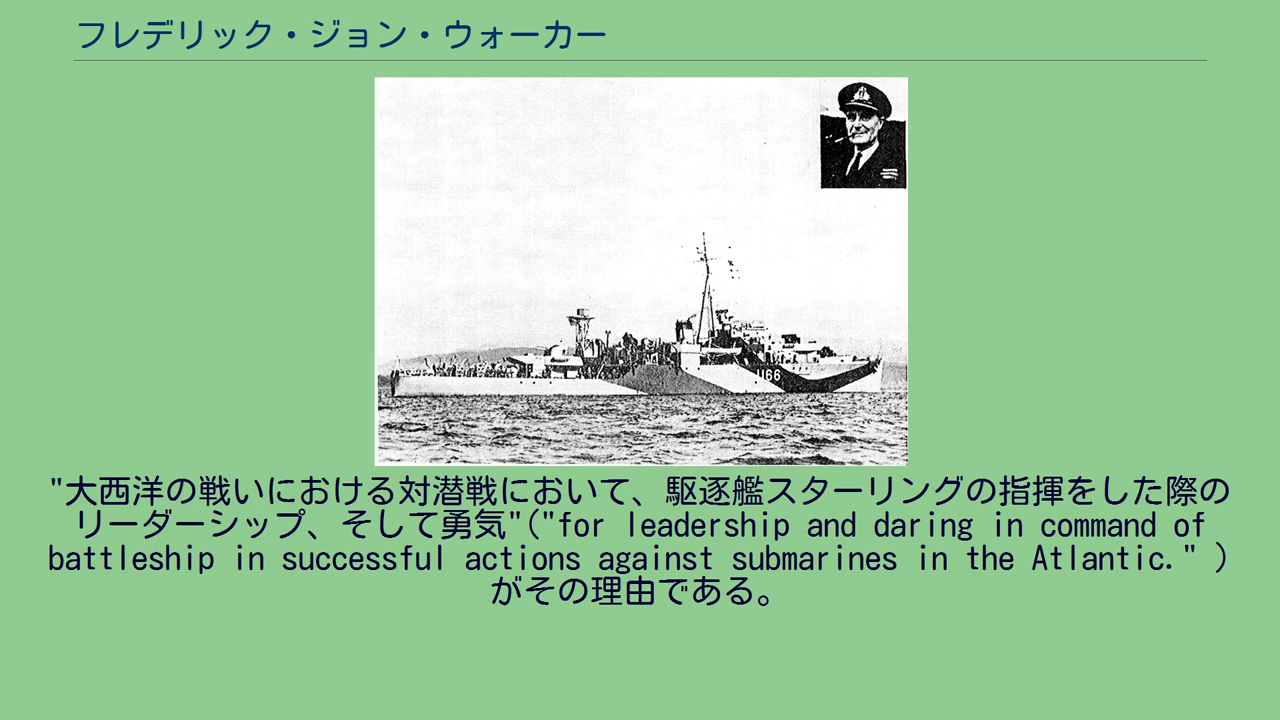 フレデリック・ジョン・ウォーカー
U66
"大西洋の戦いにおける対潜戦において、駆逐艦スターリングの指揮をした際の
リーダーシップ、そして勇気"("for leadership and daring in command of
battleship in successful actions against submarines in the Atlantic." )
がその理由である。